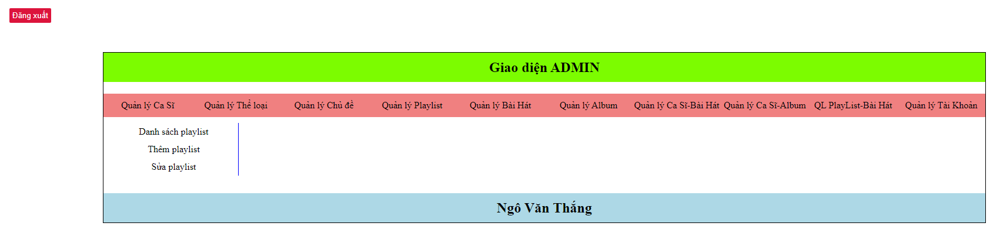 Đăng xuất
Giao diện ADMIN
Quản lý Ca Sĩ Quản lý Thể loại Quản lý Chủ đề Quản lý Playlist Quản lý Bài Hát Quản lý Album Quản lý Ca Sĩ-Bài Hát Quản lý Ca Sĩ-Album QL PlayList-Bài Hát Quản lý Tài Khoản
Danh sách playlist
Thêm playlist
Sửa playlist
Ngô Văn Thắng